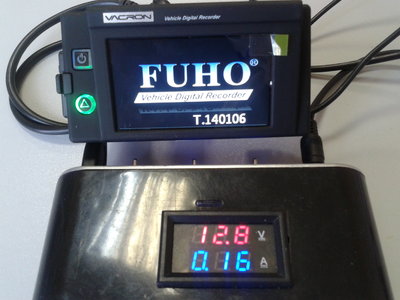 VACRON Vehicle Digital Recorder
FUHO®
Vehicle Digital Recorder
T.140106
12.8 V
0.16 A